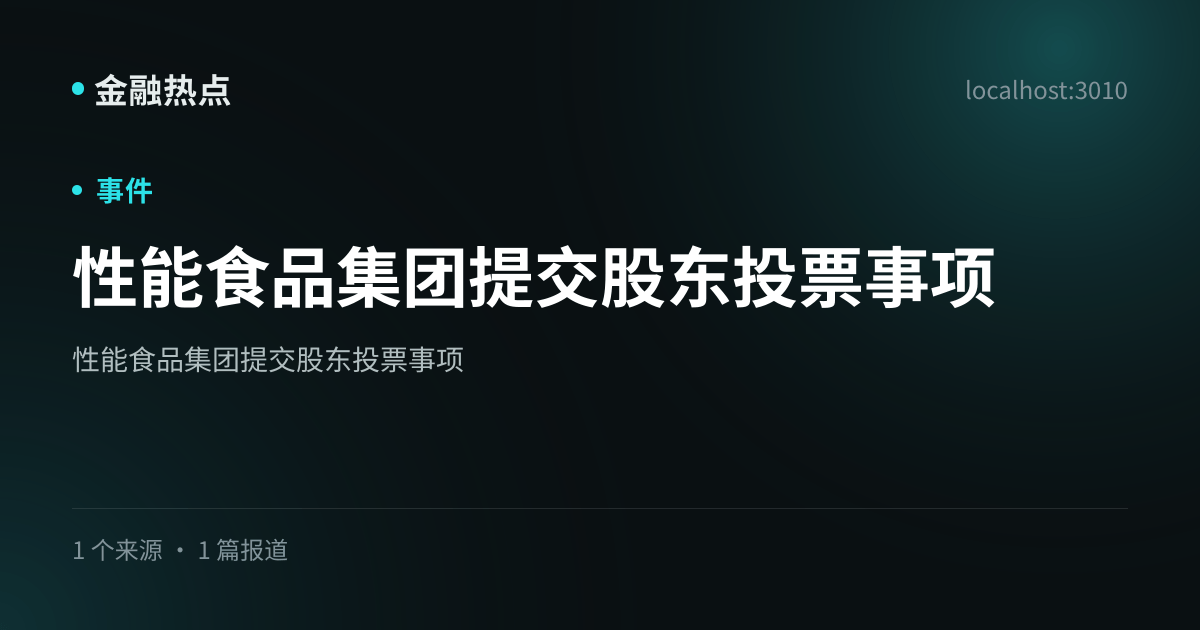 金融热点
localhost:3010
事件
性能食品集团提交股东投票事项
性能食品集团提交股东投票事项
1 个来源 · 1 篇报道